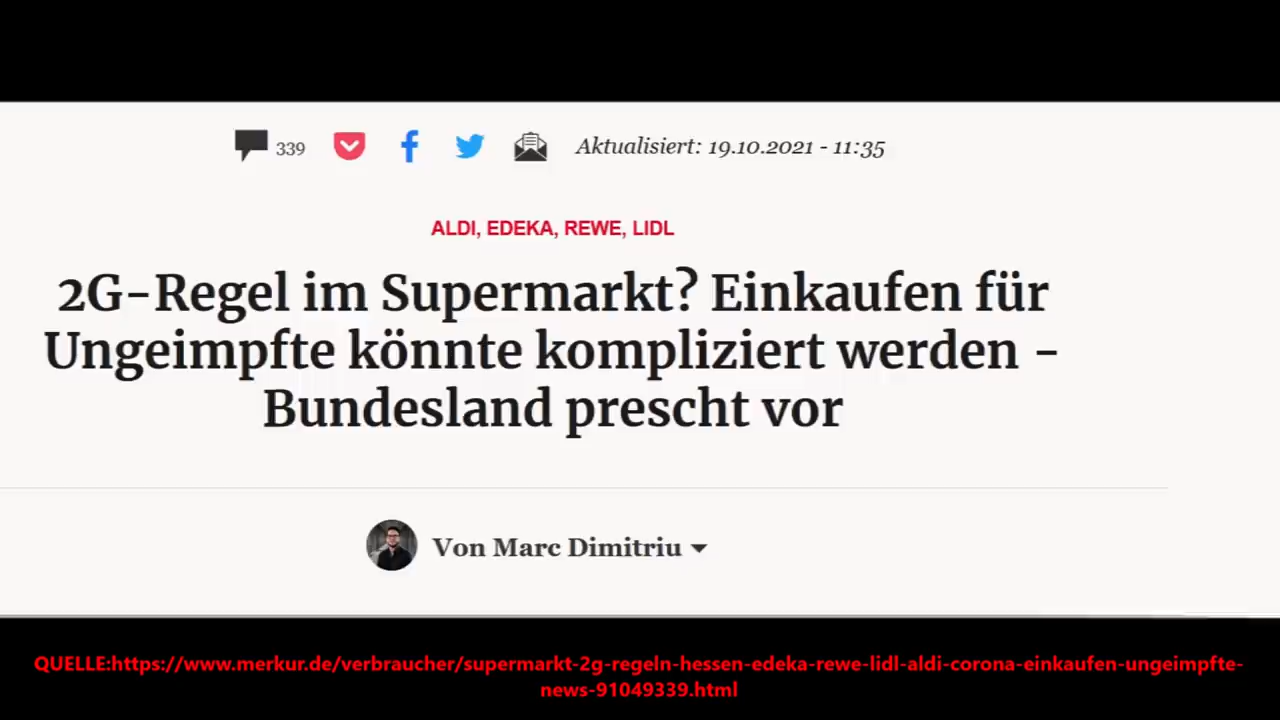 339
Aktualisiert: 19.10.2021 - 11:35
ALDI, EDEKA, REWE, LIDL
2G-Regel im Supermarkt? Einkaufen für
Ungeimpfte könnte kompliziert werden -
Bundesland prescht vor
Von Marc Dimitriu
QUELLE:https://www.merkur.de/verbraucher/supermarkt-2g-regeln-hessen-edeka-rewe-lidl-aldi-corona-einkaufen-ungeimpfte-
news-91049339.html